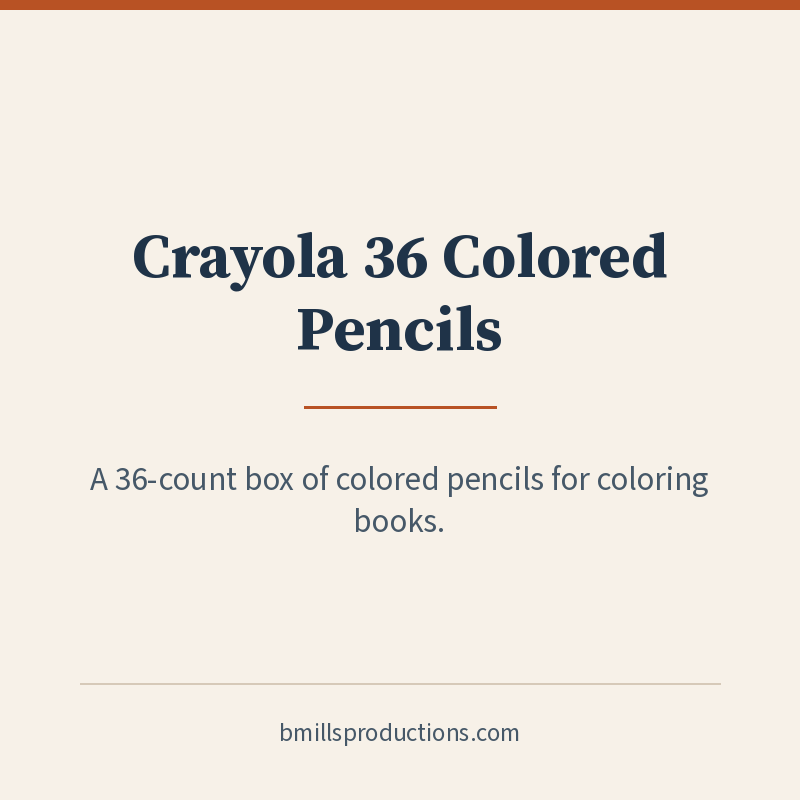 Crayola 36 Colored
Pencils
A 36-count box of colored pencils for coloring
books.
bmillsproductions.com